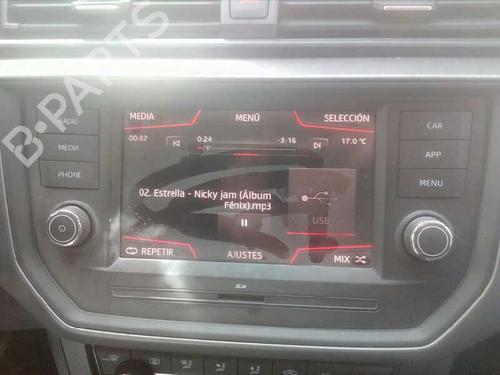 B-PARTS
MEDIA
MENÚ
SELECCIÓN
00:02
0:24
-3:16
17.0 °C
RADIO
MEDIA
PHONE
CAR
APP
MENU
02. Estrella - Nicky jam (Álbum
Fénix).mp3
USB
REPETIR
AJUSTES
MIX
SD